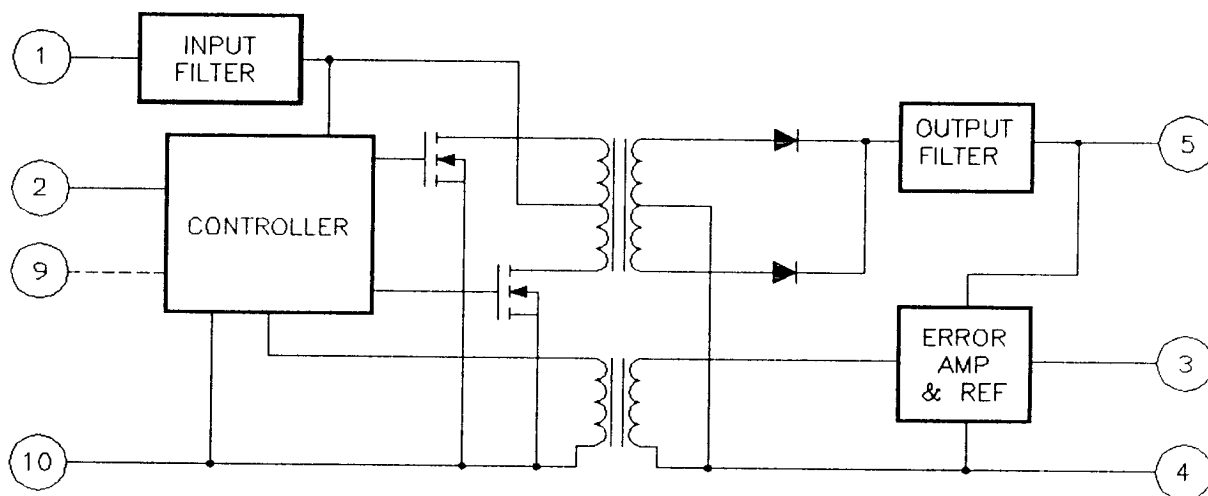 1
INPUT
FILTER
2
CONTROLLER
9
10
OUTPUT
FILTER
5
ERROR
AMP
& REF
3
4